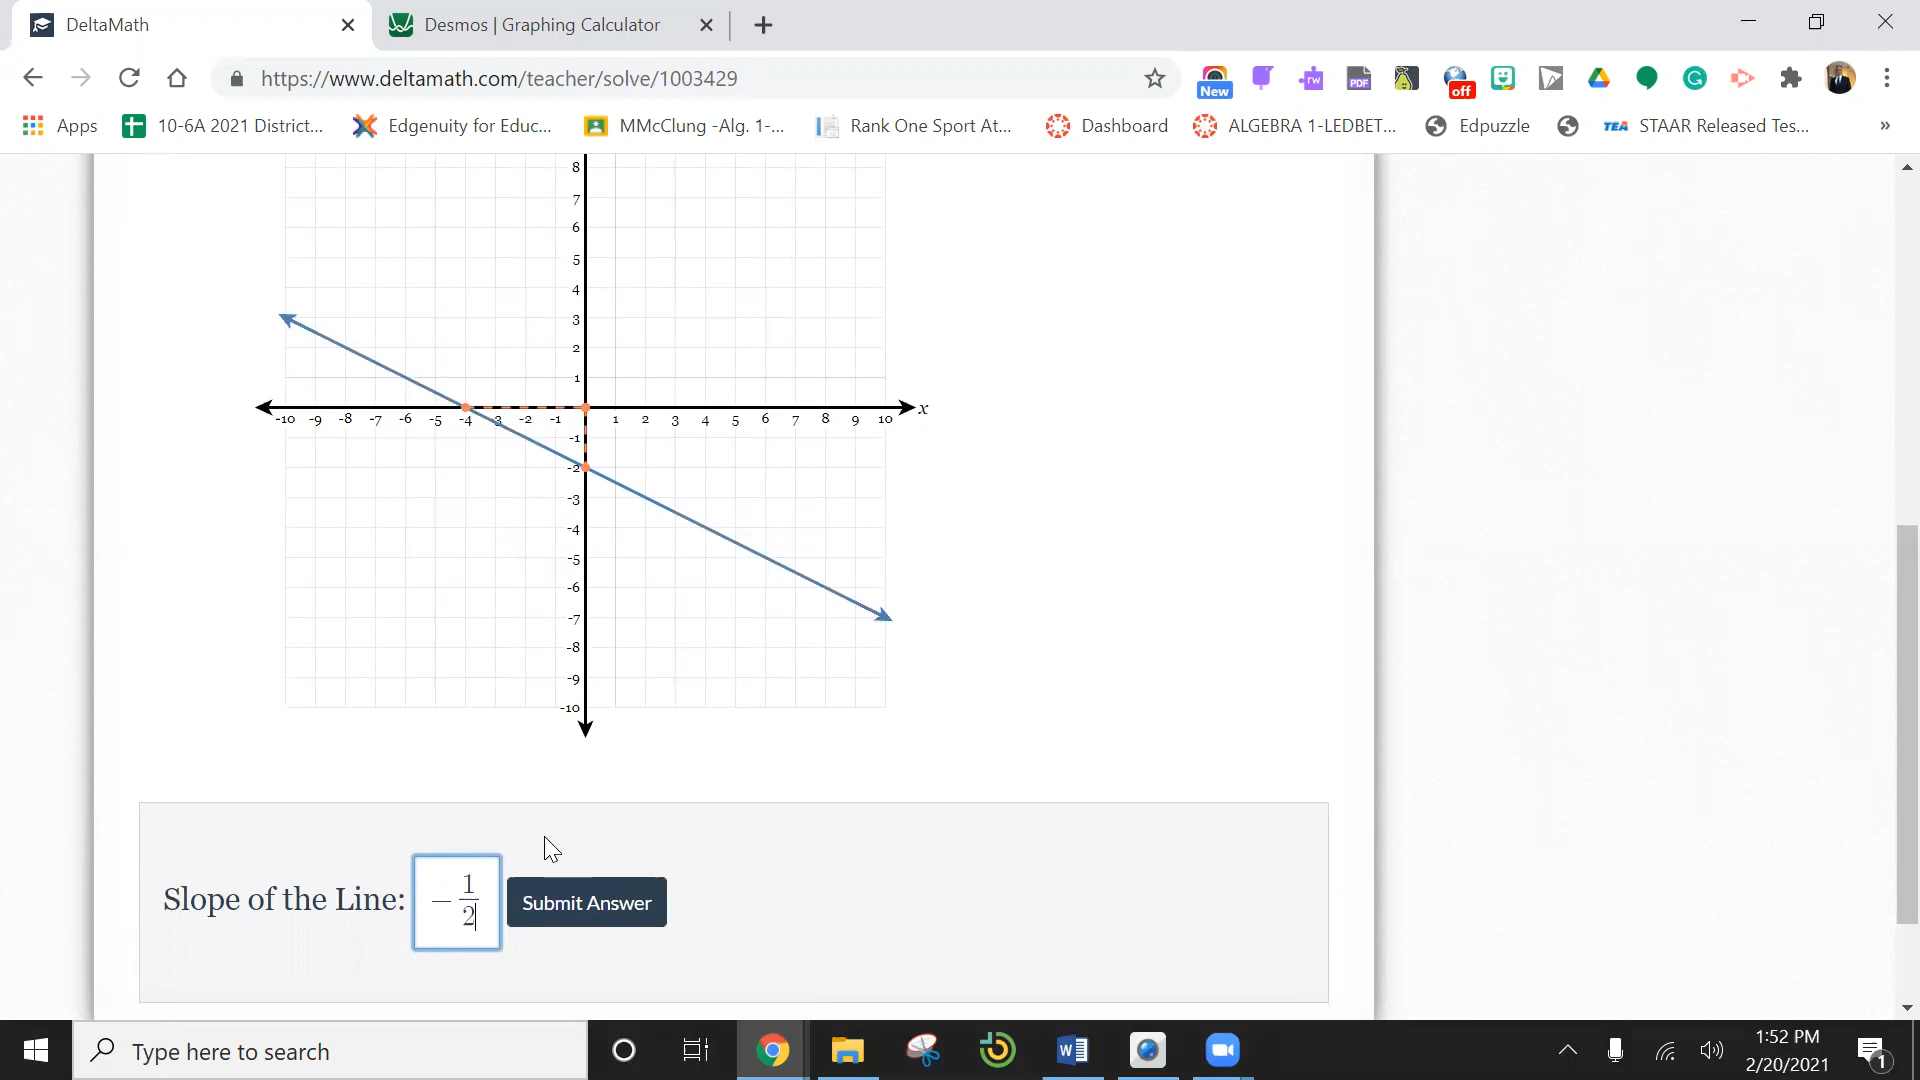 DeltaMath
Desmos | Graphing Calculator
https://www.deltamath.com/teacher/solve/1003429
New
rw
PDF
off
Apps
10-6A 2021 District...
Edgenuity for Educ...
MMcClung -Alg. 1-...
Rank One Sport At...
Dashboard
ALGEBRA 1-LEDBET...
Edpuzzle
TEA STAAR Released Tes...
»
8
7
6
5
4
3
2
1
x
-10 -9 -8 -7 -6 -5 -4 -3 -2 -1 1 2 3 4 5 6 7 8 9 10
-1
-2
-3
-4
-5
-6
-7
-8
-9
-10
Slope of the Line: − 1/2 Submit Answer
Type here to search
1:52 PM
2/20/2021
1